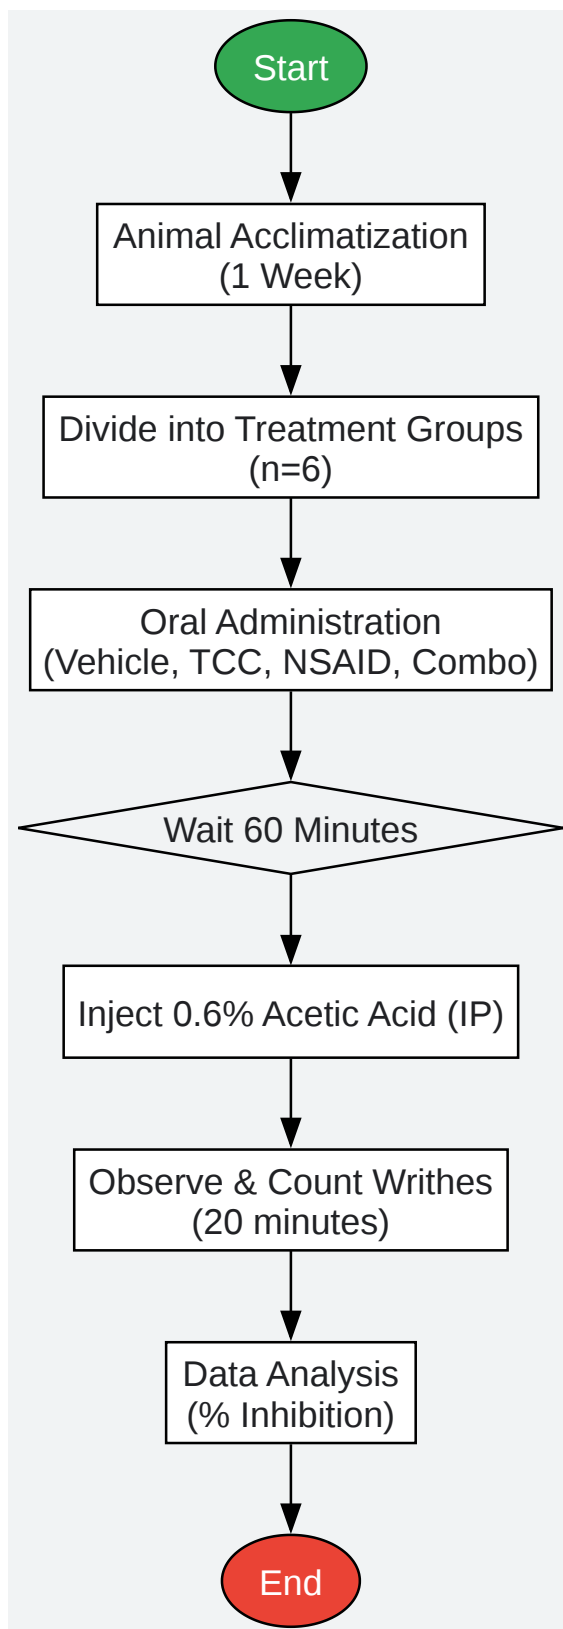 Start
Animal Acclimatization
(1 Week)
Divide into Treatment Groups
(n=6)
Oral Administration
(Vehicle, TCC, NSAID, Combo)
Wait 60 Minutes
Inject 0.6% Acetic Acid (IP)
Observe & Count Writhes
(20 minutes)
Data Analysis
(% Inhibition)
End